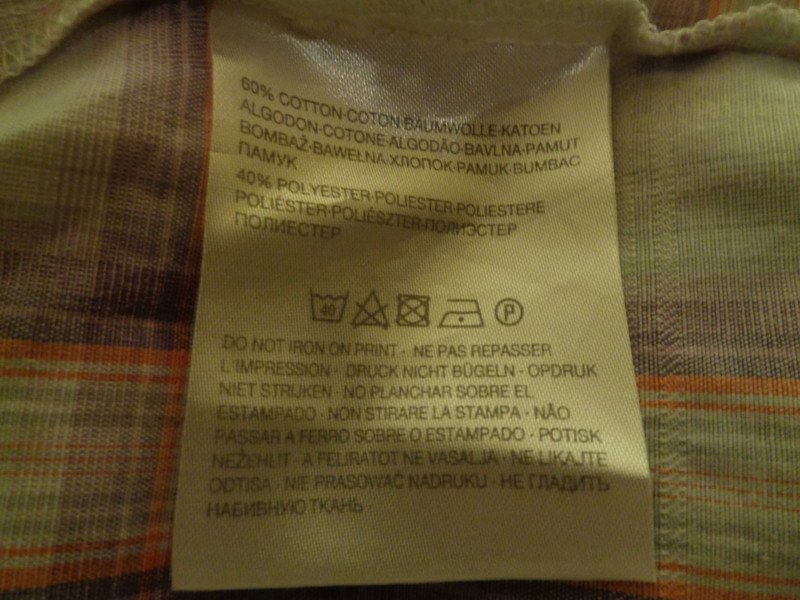 60% COTTON·COTON·BAUMWOLLE·KATOEN
ALGODON·COTONE·ALGODÃO·BAVLNA·PAMUT
BOMBAŽ·BAWEŁNA·ХЛОПОК·PAMUK·BUMBAC
ПАМУК
40% POLYESTER·POLIESTER·POLIESTERE
POLIÉSTER·POLIÉSZTER·ПОЛИЭСТЕР
ПОЛИЕСТЕР
40 P
DO NOT IRON ON PRINT · NE PAS REPASSER
L'IMPRESSION · DRUCK NICHT BÜGELN · OPDRUK
NIET STRIJKEN · NO PLANCHAR SOBRE EL
ESTAMPADO · NON STIRARE LA STAMPA · NÃO
PASSAR A FERRO SOBRE O ESTAMPADO · POTISK
NEŽEHLIT · A FELIRATOT NE VASALJA · NE LIKAJTE
ODTISA · NIE PRASOWAĆ NADRUKU · НЕ ГЛАДИТЬ
НАБИВНУЮ ТКАНЬ